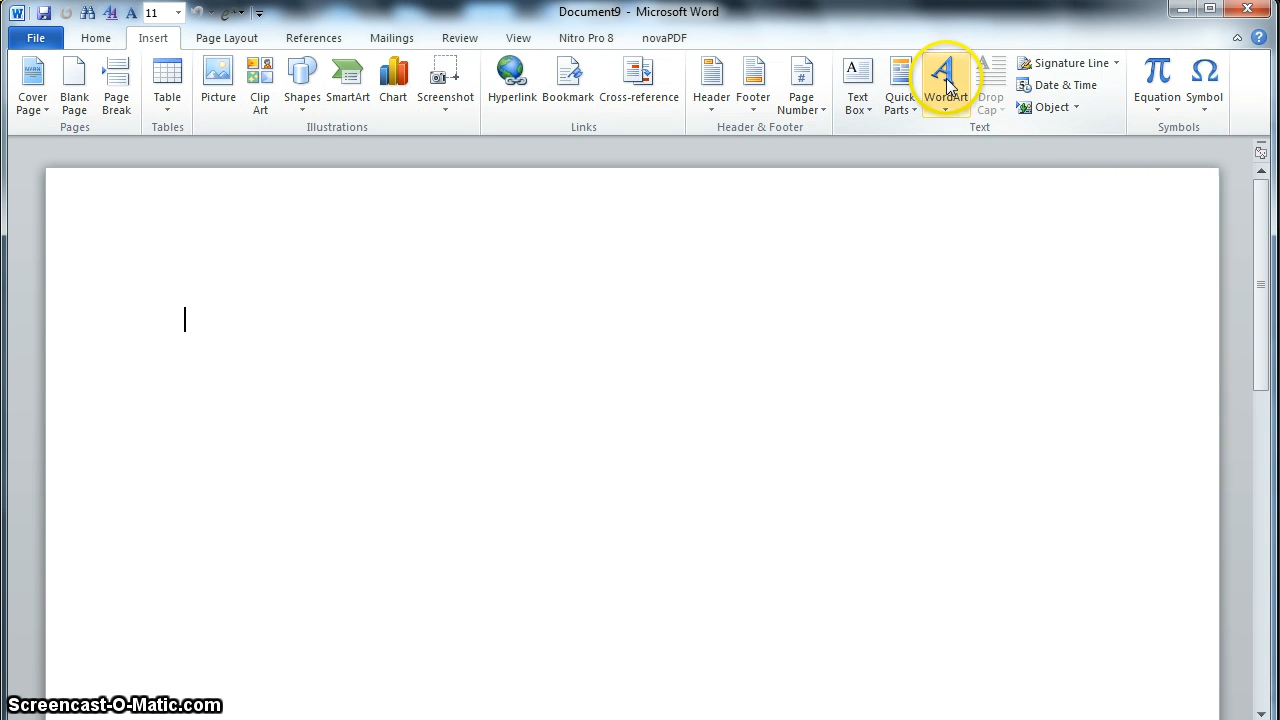 11
Document9 - Microsoft Word
File Home Insert Page Layout References Mailings Review View Nitro Pro 8 novaPDF
Cover Page
Blank Page
Page Break
Table
Picture
Clip Art
Shapes
SmartArt
Chart
Screenshot
Hyperlink
Bookmark
Cross-reference
Header
Footer
Page Number
Text Box
Quick Parts
WordArt
Drop Cap
Signature Line
Date & Time
Object
Equation
Symbol
Pages Tables Illustrations Links Header & Footer Text Symbols
Screencast-O-Matic.com